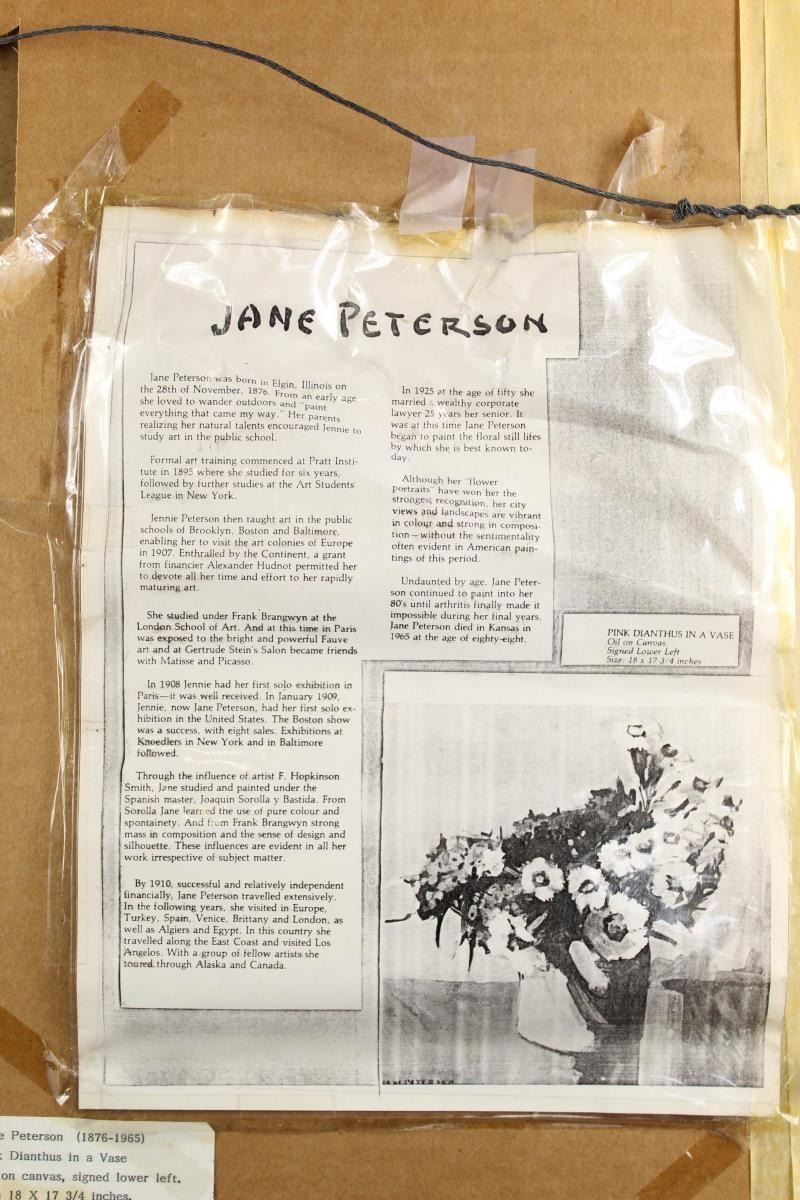 JANE PETERSON
Jane Peterson was born in Elgin, Illinois on
the 28th of November, 1876. From an early age
she loved to wander outdoors and "paint
everything that came my way." Her parents
realizing her natural talents encouraged Jennie to
study art in the public school.
Formal art training commenced at Pratt Insti-
tute in 1895 where she studied for six years,
followed by further studies at the Art Students'
League in New York.
Jennie Peterson then taught art in the public
schools of Brooklyn, Boston and Baltimore,
enabling her to visit the art colonies of Europe
in 1907. Enthralled by the Continent, a grant
from financier Alexander Hudnot permitted her
to devote all her time and effort to her rapidly
maturing art.
She studied under Frank Brangwyn at the
London School of Art. And at this time in Paris
was exposed to the bright and powerful Fauve
art and at Gertrude Stein's Salon became friends
with Matisse and Picasso.
In 1908 Jennie had her first solo exhibition in
Paris—it was well received. In January 1909,
Jennie, now Jane Peterson, had her first solo ex-
hibition in the United States. The Boston show
was a success, with eight sales. Exhibitions at
Knoedlers in New York and in Baltimore
followed.
Through the influence of artist F. Hopkinson
Smith, Jane studied and painted under the
Spanish master, Joaquin Sorolla y Bastida. From
Sorolla Jane learned the use of pure colour and
spontainety. And from Frank Brangwyn strong
mass in composition and the sense of design and
silhouette. These influences are evident in all her
work irrespective of subject matter.
By 1910, successful and relatively independent
financially, Jane Peterson travelled extensively.
In the following years, she visited in Europe,
Turkey, Spain, Venice, Brittany and London, as
well as Algiers and Egypt. In this country she
travelled along the East Coast and visited Los
Angelos. With a group of fellow artists she
toured through Alaska and Canada.
In 1925 at the age of fifty she
married a wealthy corporate
lawyer 25 years her senior. It
was at this time Jane Peterson
began to paint the floral still lifes
by which she is best known to-
day.
Although her "flower
portraits" have won her the
strongest recognition, her city
views and landscapes are vibrant
in colour and strong in composi-
tion—without the sentimentality
often evident in American pain-
tings of this period.
Undaunted by age, Jane Peter-
son continued to paint into her
80's until arthritis finally made it
impossible during her final years.
Jane Peterson died in Kansas in
1965 at the age of eighty-eight.
PINK DIANTHUS IN A VASE
Oil on Canvas.
Signed Lower Left
Size: 18 x 17 3/4 inches
JANE PETERSON
e Peterson (1876-1965)
k Dianthus in a Vase
on canvas, signed lower left.
18 X 17 3/4 inches.